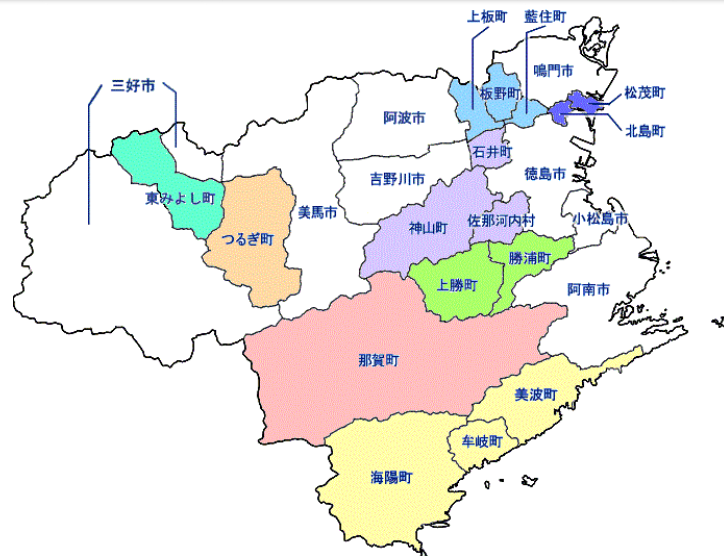 上板町
藍住町
鳴門市
三好市
板野町
松茂町
阿波市
北島町
石井町
吉野川市
徳島市
東みよし町
美馬市
神山町
佐那河内村
小松島市
つるぎ町
勝浦町
上勝町
阿南市
那賀町
美波町
牟岐町
海陽町